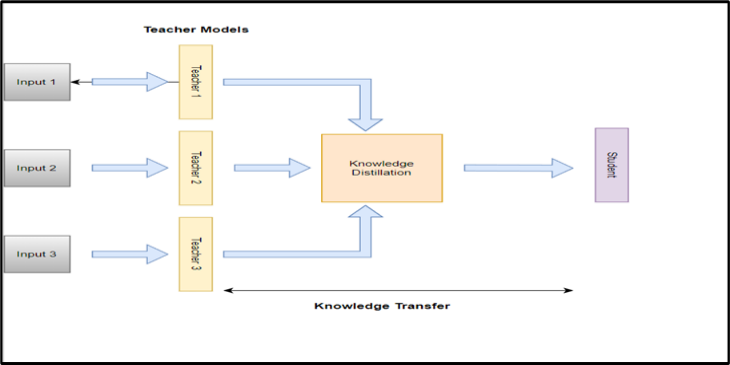 Teacher Models
Input 1
Teacher 1
Input 2
Teacher 2
Knowledge
Distillation
Student
Input 3
Teacher 3
Knowledge Transfer